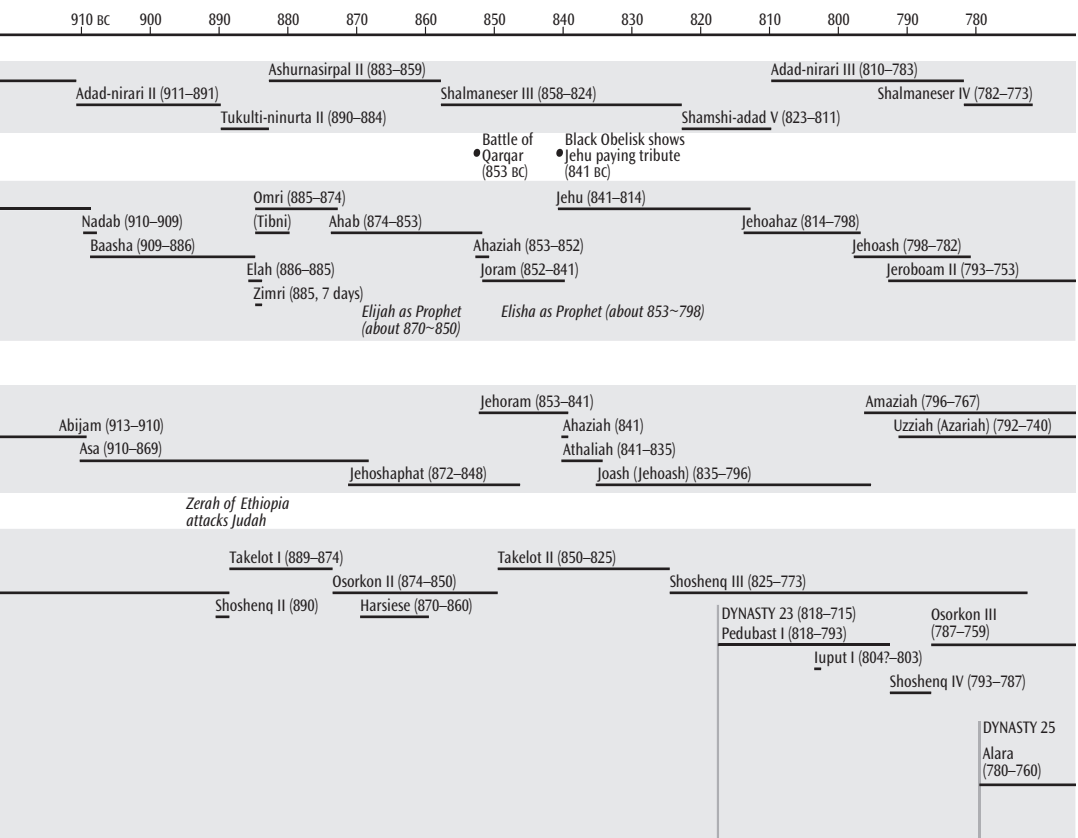 910 BC 900 890 880 870 860 850 840 830 820 810 800 790 780
Ashurnasirpal II (883–859) Adad-nirari III (810–783)
Adad-nirari II (911–891) Shalmaneser III (858–824) Shalmaneser IV (782–773)
Tukulti-ninurta II (890–884) Shamshi-adad V (823–811)
Battle of
Qarqar
(853 BC)
Black Obelisk shows
Jehu paying tribute
(841 BC)
Omri (885–874) Jehu (841–814)
Nadab (910–909) (Tibni) Ahab (874–853) Jehoahaz (814–798)
Baasha (909–886) Ahaziah (853–852) Jehoash (798–782)
Elah (886–885) Joram (852–841) Jeroboam II (793–753)
Zimri (885, 7 days)
Elijah as Prophet
(about 870~850)
Elisha as Prophet (about 853~798)
Jehoram (853–841) Amaziah (796–767)
Abijam (913–910) Ahaziah (841) Uzziah (Azariah) (792–740)
Asa (910–869) Athaliah (841–835)
Jehoshaphat (872–848) Joash (Jehoash) (835–796)
Zerah of Ethiopia
attacks Judah
Takelot I (889–874) Takelot II (850–825)
Osorkon II (874–850) Shoshenq III (825–773)
Shoshenq II (890) Harsiese (870–860)
DYNASTY 23 (818–715)
Pedubast I (818–793)
Osorkon III
(787–759)
Iuput I (804?–803)
Shoshenq IV (793–787)
DYNASTY 25
Alara
(780–760)